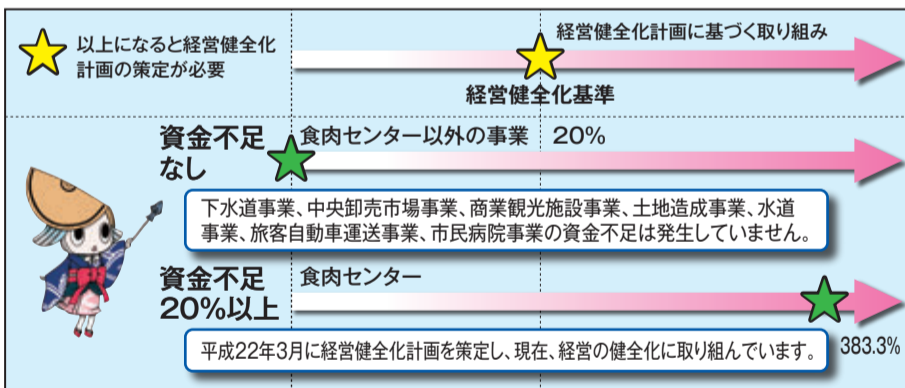 以上になると経営健全化
計画の策定が必要
経営健全化計画に基づく取り組み
経営健全化基準
資金不足
なし
食肉センター以外の事業
20%
下水道事業、中央卸売市場事業、商業観光施設事業、土地造成事業、水道
事業、旅客自動車運送事業、市民病院事業の資金不足は発生していません。
資金不足
20%以上
食肉センター
平成22年3月に経営健全化計画を策定し、現在、経営の健全化に取り組んでいます。
383.3%